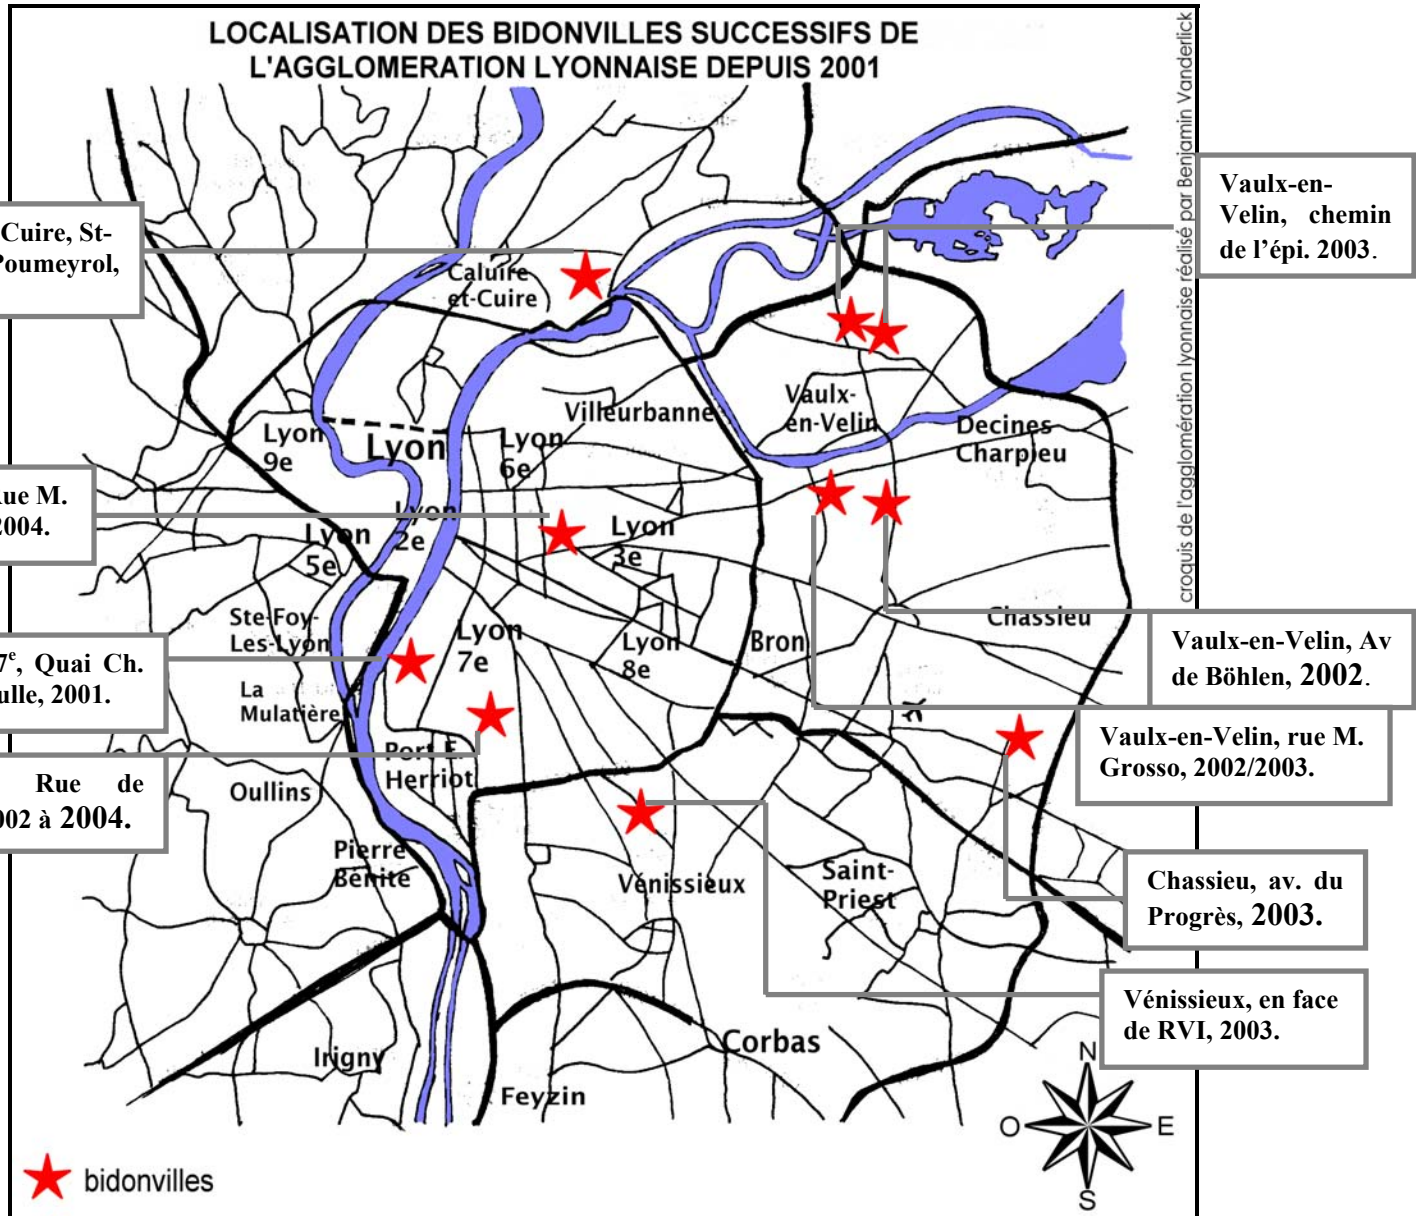 LOCALISATION DES BIDONVILLES SUCCESSIFS DE
L'AGGLOMERATION LYONNAISE DEPUIS 2001
croquis de l'agglomération lyonnaise réalisé par Benjamin Vanderlick
Vaulx-en-
Velin, chemin
de l'épi. 2003.
Cuire, St-
Poumeyrol,
Caluire
et-Cuire
Villeurbanne
Vaulx-
en-Velin
Decines
Charpieu
Lyon
9e
Lyon
Lyon
6e
Rue M.
2004.
Lyon
2e
Lyon
5e
Lyon
3e
Ste-Foy-
Les-Lyon
Lyon
7e
Lyon
8e
Bron
Chassieu
7e, Quai Ch.
ulle, 2001.
Vaulx-en-Velin, Av
de Böhlen, 2002.
La
Mulatière
Vaulx-en-Velin, rue M.
Grosso, 2002/2003.
Port E.
Herriot
Oullins
Rue de
002 à 2004.
Pierre
Bénite
Vénissieux
Saint-
Priest
Chassieu, av. du
Progrès, 2003.
Vénissieux, en face
de RVI, 2003.
Corbas
Irigny
Feyzin
N
O
E
S
bidonvilles